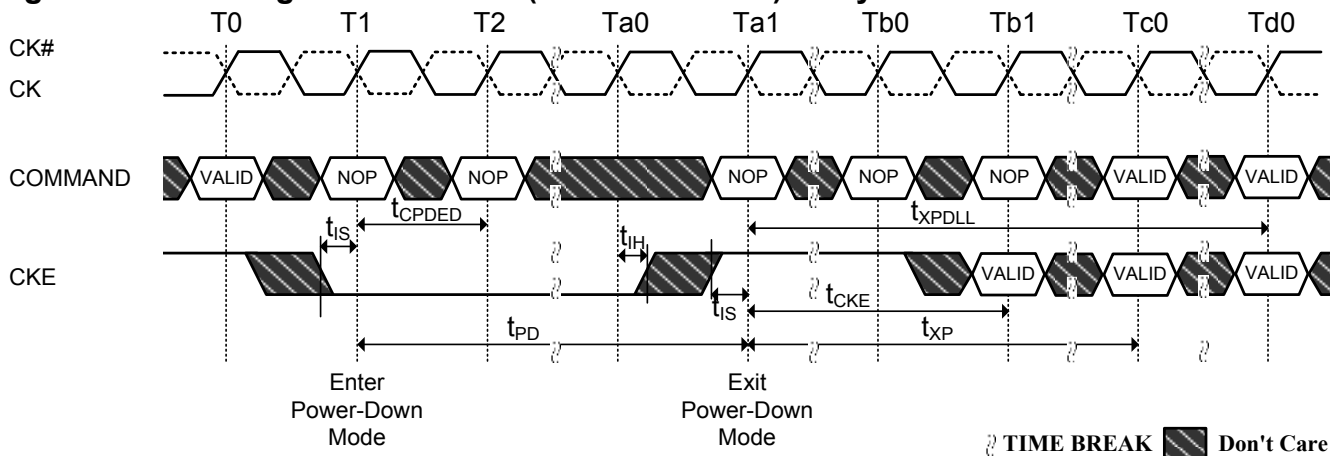 T0 T1 T2 Ta0 Ta1 Tb0 Tb1 Tc0 Td0
CK#
CK
COMMAND VALID NOP NOP NOP NOP NOP VALID VALID
tCPDED tXPDLL
tIS tIH
CKE VALID VALID VALID
tIS tCKE
tPD tXP
Enter
Power-Down
Mode
Exit
Power-Down
Mode
TIME BREAK Don't Care